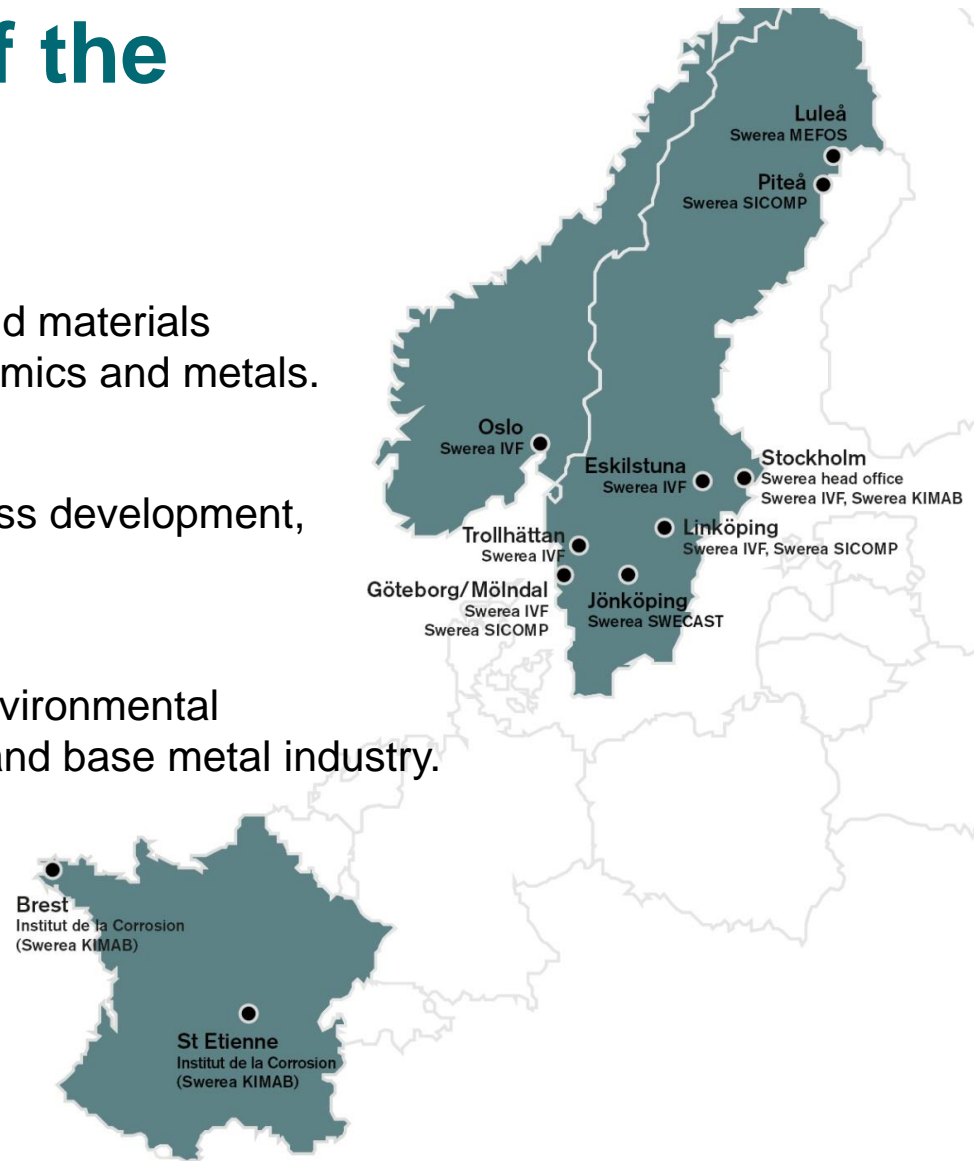 f the
d materials
mics and metals.
ss development,
vironmental
and base metal industry.
Luleå
Swerea MEFOS
Piteå
Swerea SICOMP
Oslo
Swerea IVF
Eskilstuna
Swerea IVF
Stockholm
Swerea head office
Swerea IVF, Swerea KIMAB
Linköping
Swerea IVF, Swerea SICOMP
Trollhättan
Swerea IVF
Göteborg/Mölndal
Swerea IVF
Swerea SICOMP
Jönköping
Swerea SWECAST
Brest
Institut de la Corrosion
(Swerea KIMAB)
St Etienne
Institut de la Corrosion
(Swerea KIMAB)